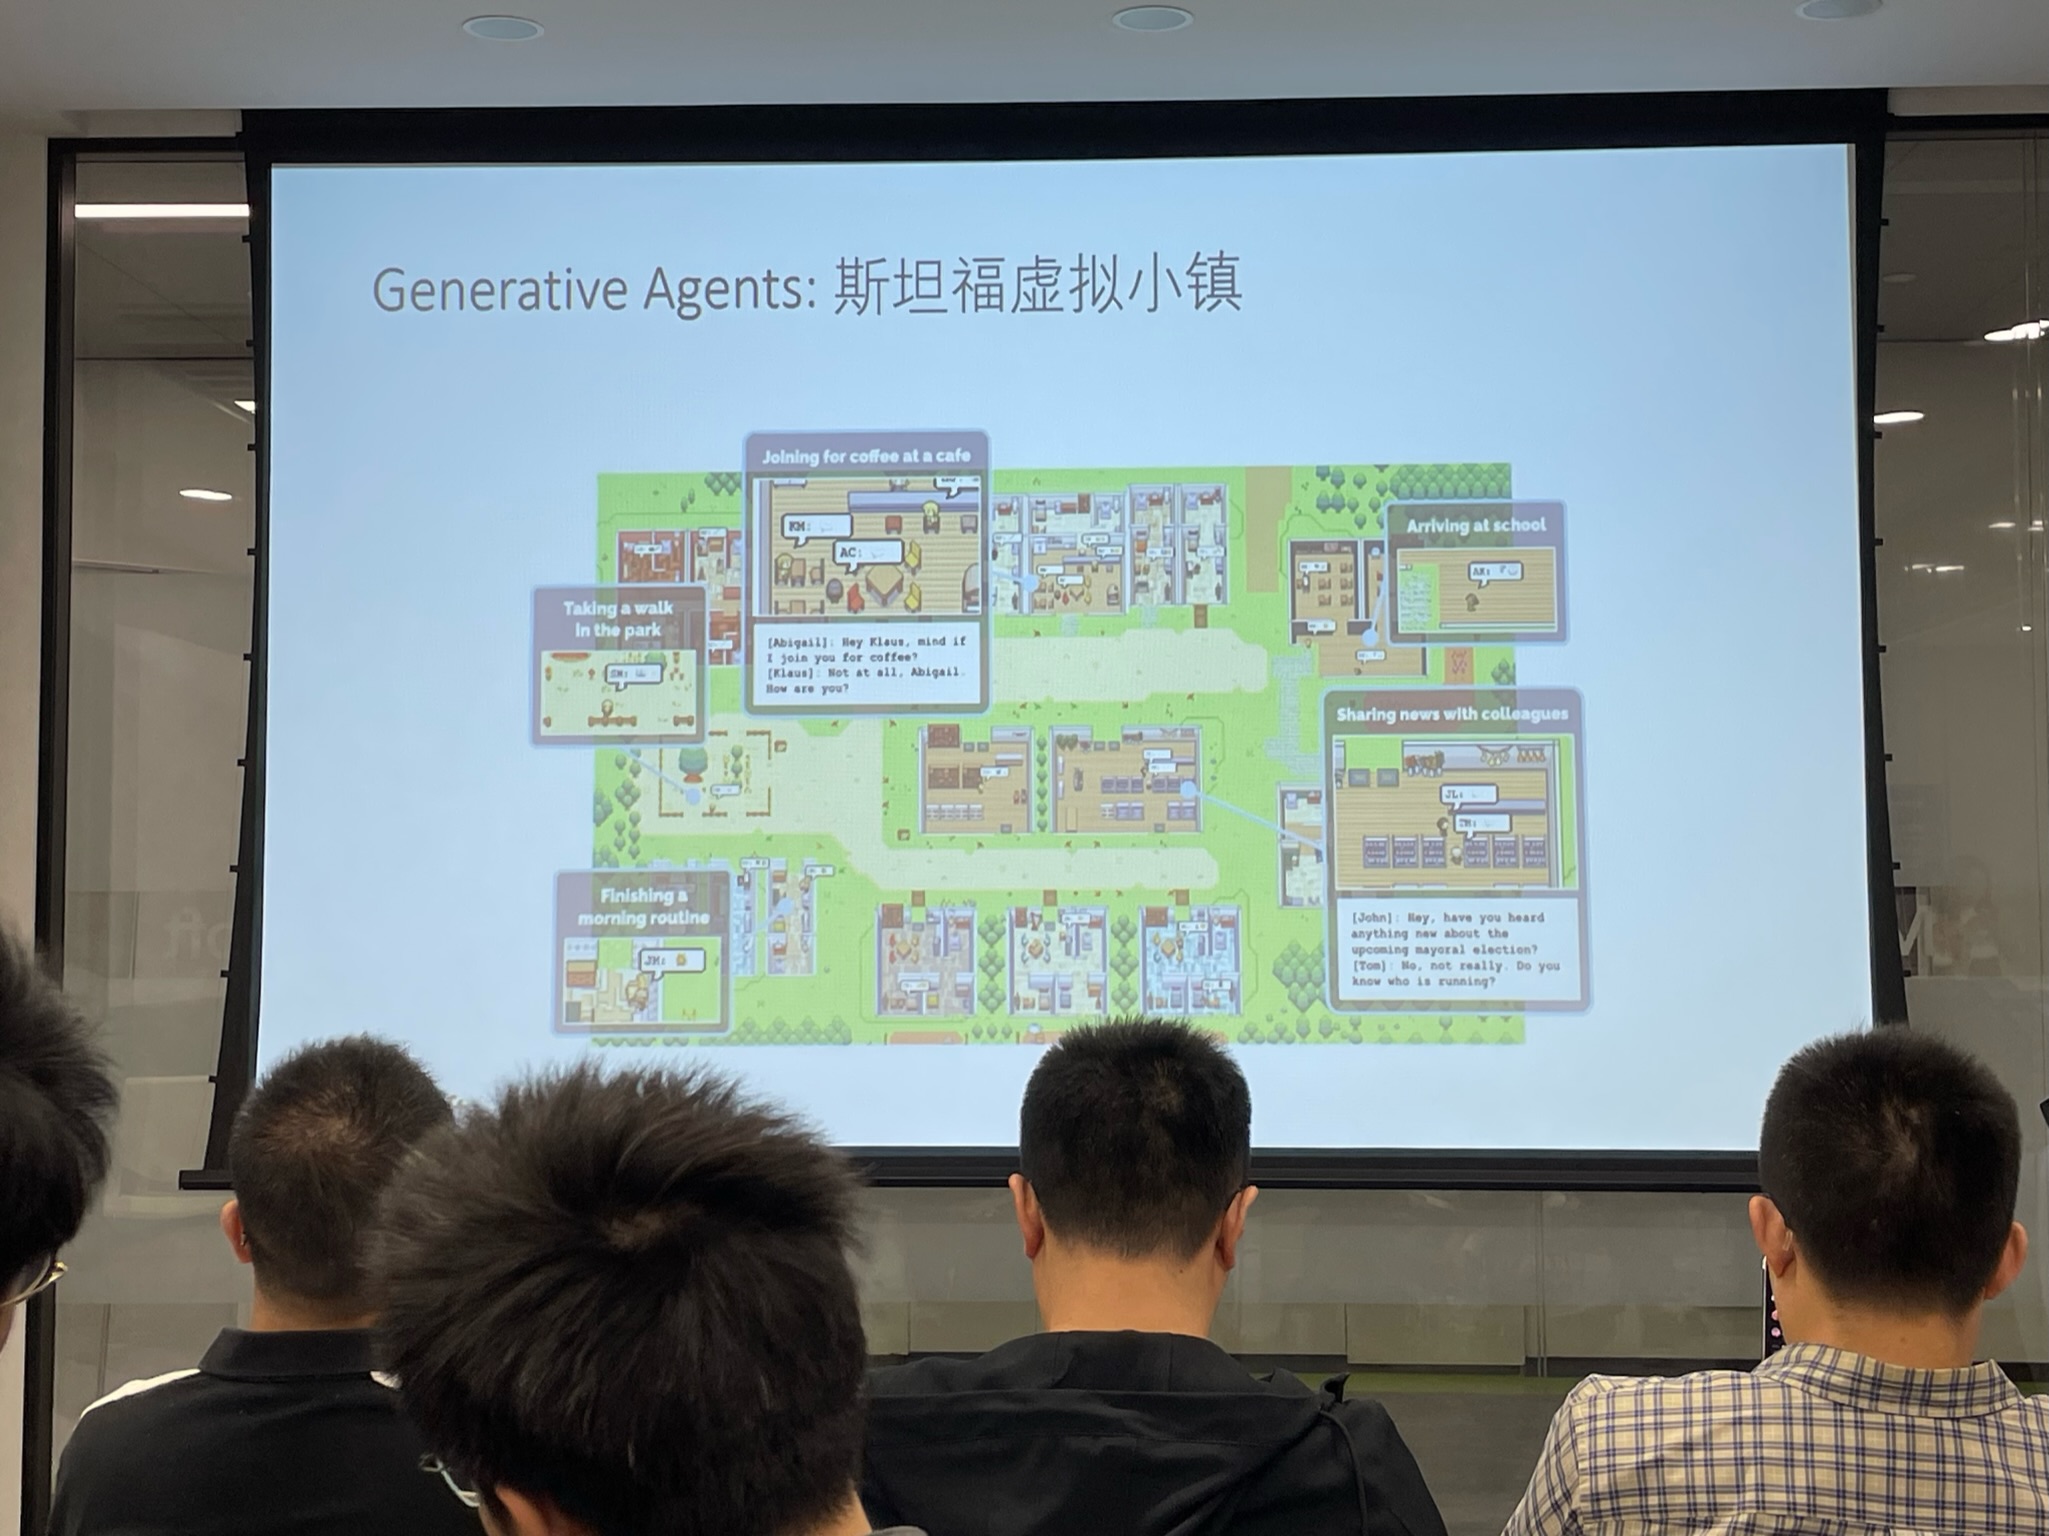 Generative Agents: 斯坦福虚拟小镇
Joining for coffee at a cafe
KM:
AC:
[Abigail]: Hey Klaus, mind if
I join you for coffee?
[Klaus]: Not at all, Abigail.
How are you?
Taking a walk
in the park
SM:
Arriving at school
AK:
Sharing news with colleagues
JL:
TM:
[John]: Hey, have you heard
anything new about the
upcoming mayoral election?
[Tom]: No, not really. Do you
know who is running?
Finishing a
morning routine
JM: